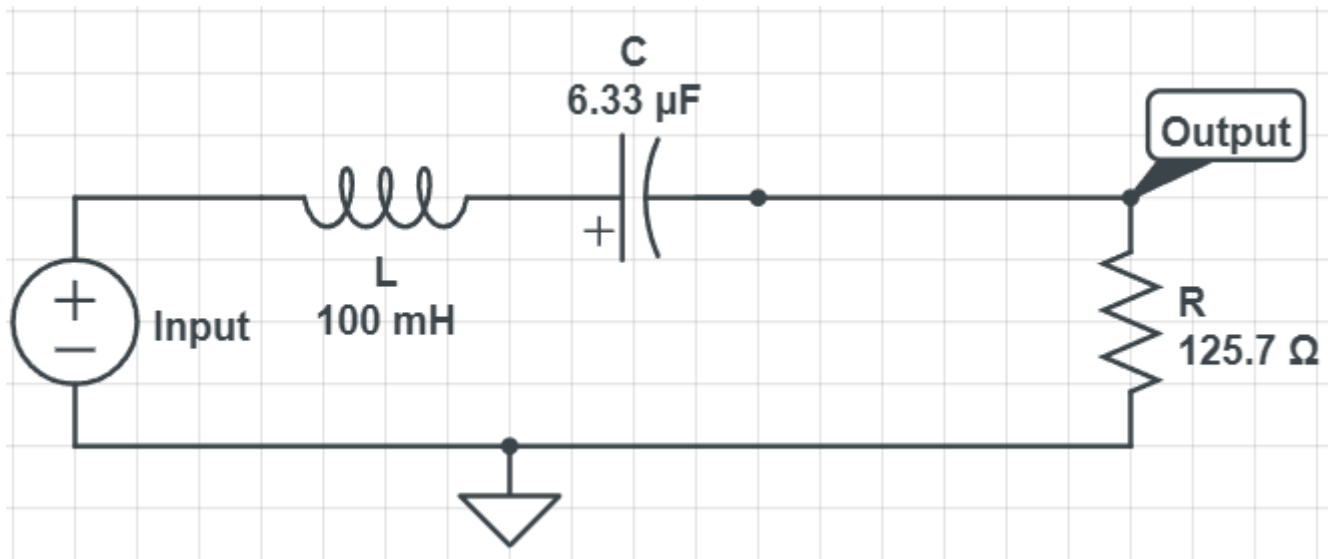 C
6.33 µF
Output
+
+
−
Input
L
100 mH
R
125.7 Ω